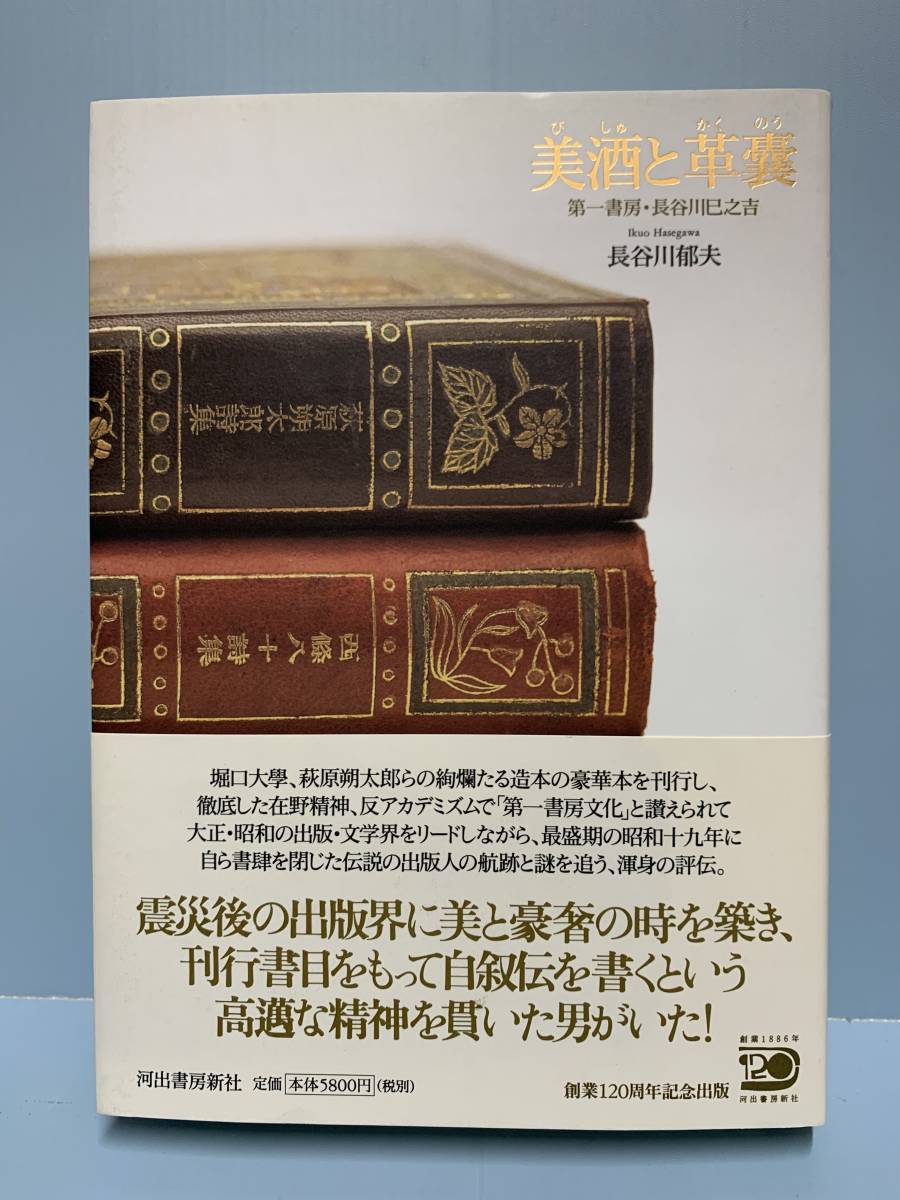 びしゅ かくのう
美酒と革嚢
第一書房・長谷川巳之吉
Ikuo Hasegawa
長谷川郁夫
萩原朔太郎詩集
西條八十詩集
堀口大學、萩原朔太郎らの絢爛たる造本の豪華本を刊行し、
徹底した在野精神、反アカデミズムで「第一書房文化」と讃えられて
大正・昭和の出版・文学界をリードしながら、最盛期の昭和十九年に
自ら書肆を閉じた伝説の出版人の航跡と謎を追う、渾身の評伝。
震災後の出版界に美と豪奢の時を築き、
刊行書目をもって自叙伝を書くという
高邁な精神を貫いた男がいた!
河出書房新社 定価 本体5800円(税別)
創業120周年記念出版
創業1886年
120
河出書房新社